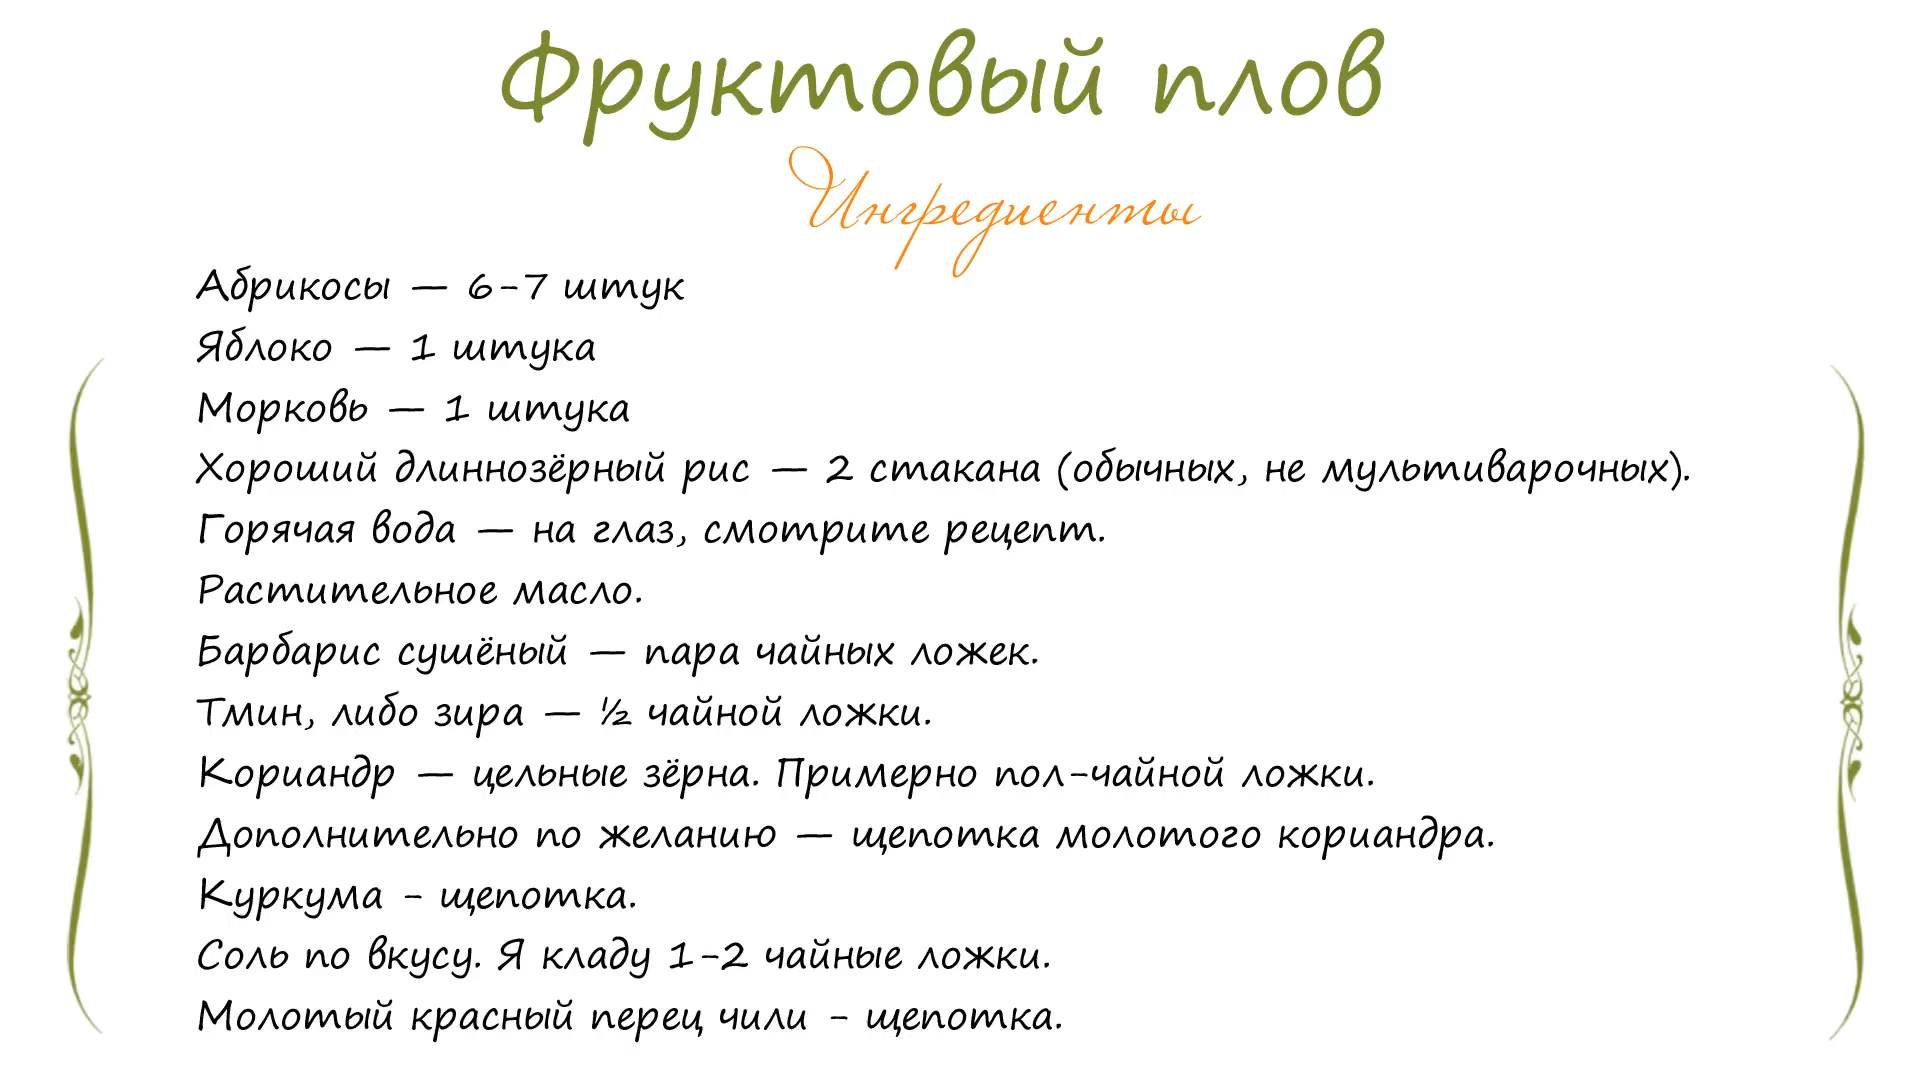 Фруктовый плов
Ингредиенты
Абрикосы — 6-7 штук
Яблоко — 1 штука
Морковь — 1 штука
Хороший длиннозёрный рис — 2 стакана (обычных, не мультиварочных).
Горячая вода — на глаз, смотрите рецепт.
Растительное масло.
Барбарис сушёный — пара чайных ложек.
Тмин, либо зира — ½ чайной ложки.
Кориандр — цельные зёрна. Примерно пол-чайной ложки.
Дополнительно по желанию — щепотка молотого кориандра.
Куркума - щепотка.
Соль по вкусу. Я кладу 1-2 чайные ложки.
Молотый красный перец чили - щепотка.